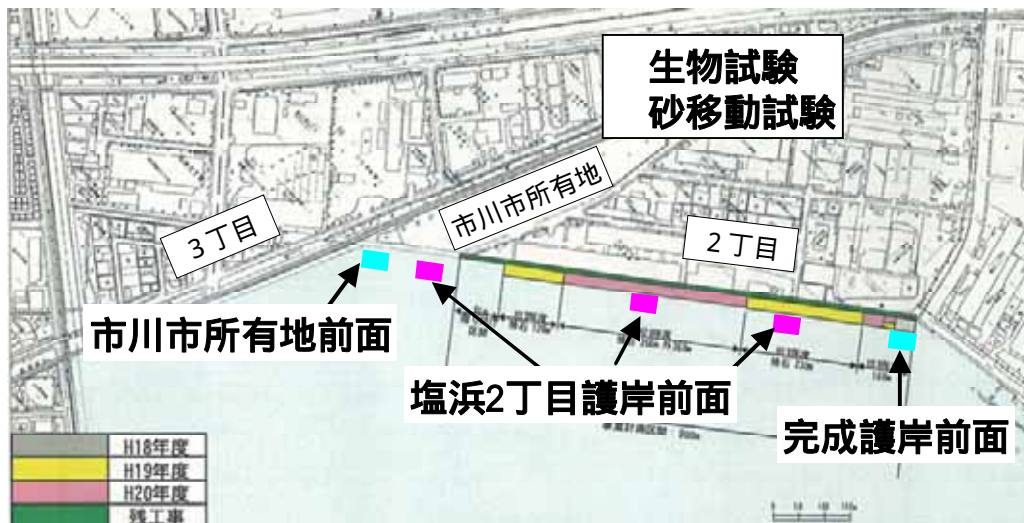 生物試験
砂移動試験
市川市所有地
3丁目
2丁目
市川市所有地前面
塩浜2丁目護岸前面
完成護岸前面
H18年度
H19年度
H20年度
残工事